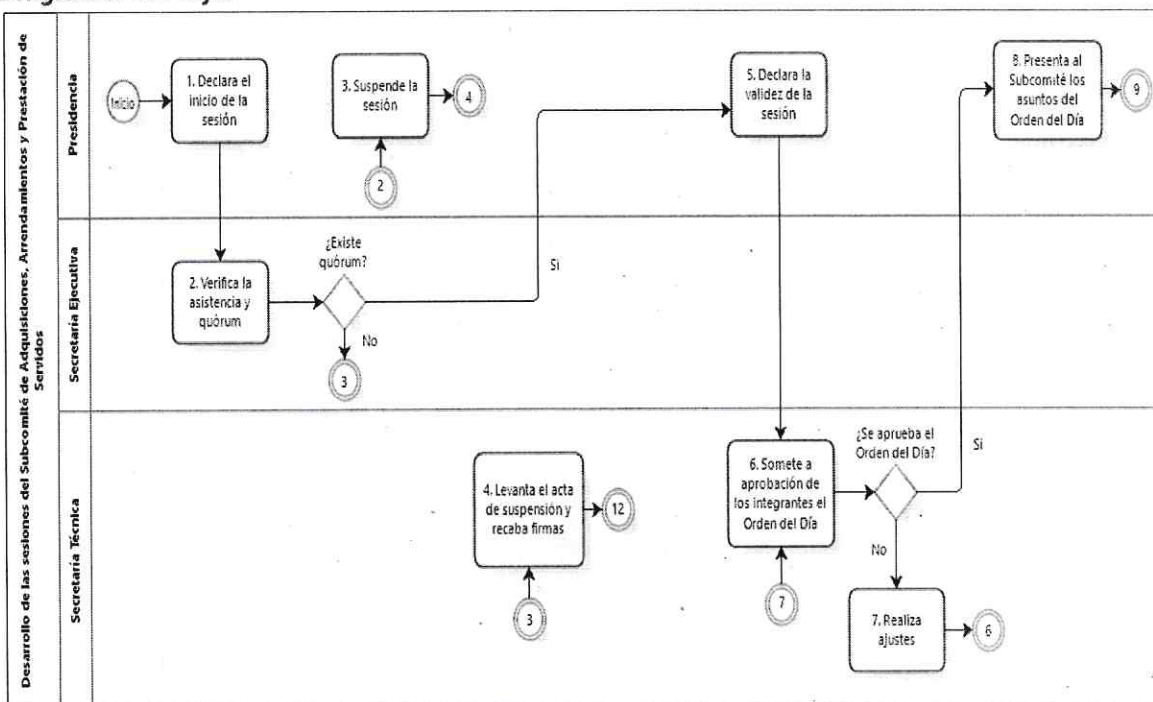 Desarrollo de las sesiones del Subcomité de Adquisiciones, Arrendamientos y Prestación de
Servidos
Presidencia
Inicio
1. Declara el
inicio de la
sesión
3. Suspende la
sesión
4
2
5. Declara la
validez de la
sesión
8. Presenta al
Subcomité los
asuntos del
Orden del Día
9
Secretaría Ejecutiva
2. Verifica la
asistencia y
quórum
¿Existe
quórum?
Si
No
3
Secretaría Técnica
4. Levanta el acta
de suspensión y
recaba firmas
12
3
6. Somete a
aprobación de
los integrantes el
Orden del Día
7
¿Se aprueba el
Orden del Día?
Si
No
7. Realiza
ajustes
6